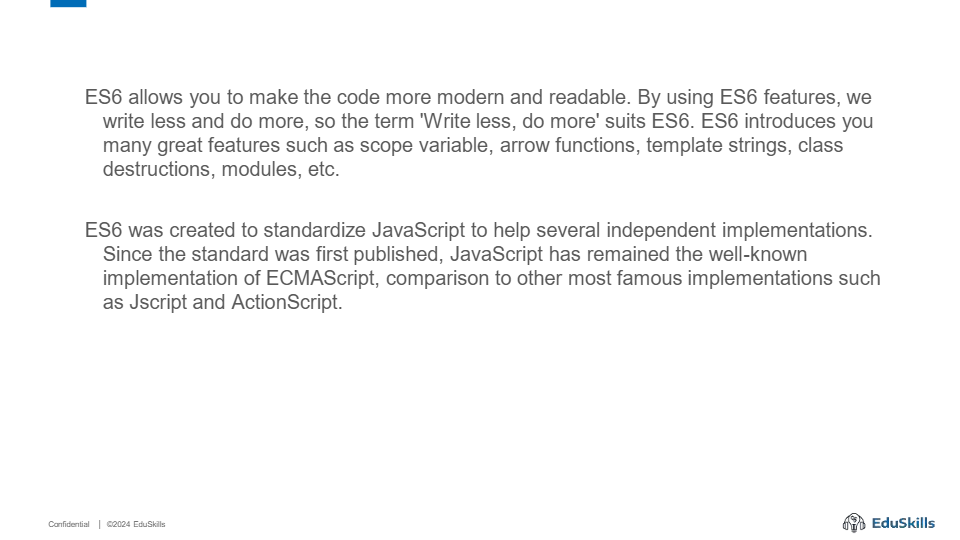 ES6 allows you to make the code more modern and readable. By using ES6 features, we
write less and do more, so the term 'Write less, do more' suits ES6. ES6 introduces you
many great features such as scope variable, arrow functions, template strings, class
destructions, modules, etc.
ES6 was created to standardize JavaScript to help several independent implementations.
Since the standard was first published, JavaScript has remained the well-known
implementation of ECMAScript, comparison to other most famous implementations such
as Jscript and ActionScript.
Confidential | ©2024 EduSkills
EduSkills